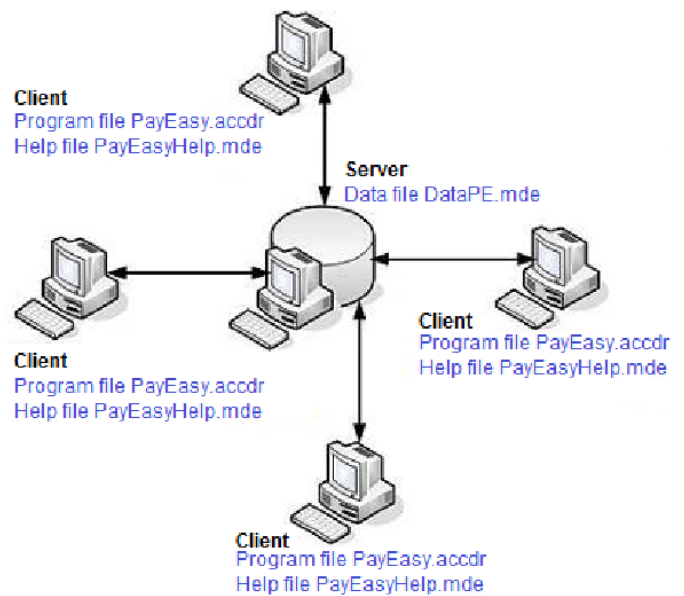 Client
Program file PayEasy.accdr
Help file PayEasyHelp.mde
Server
Data file DataPE.mde
Client
Program file PayEasy.accdr
Help file PayEasyHelp.mde
Client
Program file PayEasy.accdr
Help file PayEasyHelp.mde
Client
Program file PayEasy.accdr
Help file PayEasyHelp.mde